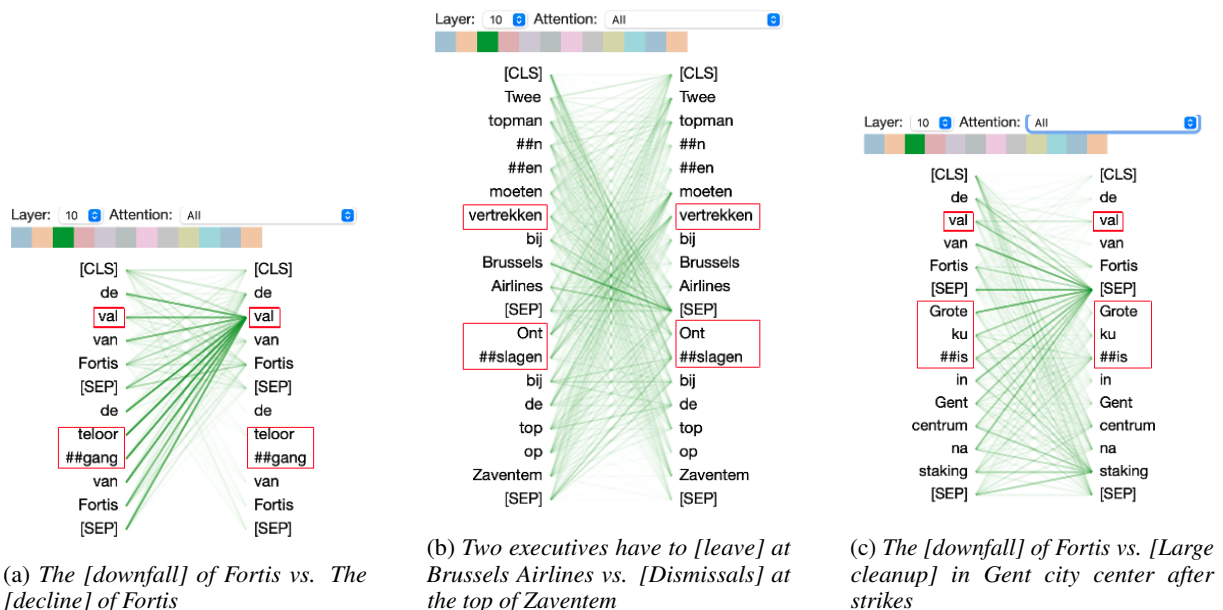 Layer: 10 Attention: All
[CLS] [CLS]
de de
val val
van van
Fortis Fortis
[SEP] [SEP]
de de
teloor teloor
##gang ##gang
van van
Fortis Fortis
[SEP] [SEP]
(a) The [downfall] of Fortis vs. The
[decline] of Fortis
Layer: 10 Attention: All
[CLS] [CLS]
Twee Twee
topman topman
##n ##n
##en ##en
moeten moeten
vertrekken vertrekken
bij bij
Brussels Brussels
Airlines Airlines
[SEP] [SEP]
Ont Ont
##slagen ##slagen
bij bij
de de
top top
op op
Zaventem Zaventem
[SEP] [SEP]
(b) Two executives have to [leave] at
Brussels Airlines vs. [Dismissals] at
the top of Zaventem
Layer: 10 Attention: All
[CLS] [CLS]
de de
val val
van van
Fortis Fortis
[SEP] [SEP]
Grote Grote
ku ku
##is ##is
in in
Gent Gent
centrum centrum
na na
staking staking
[SEP] [SEP]
(c) The [downfall] of Fortis vs. [Large
cleanup] in Gent city center after
strikes